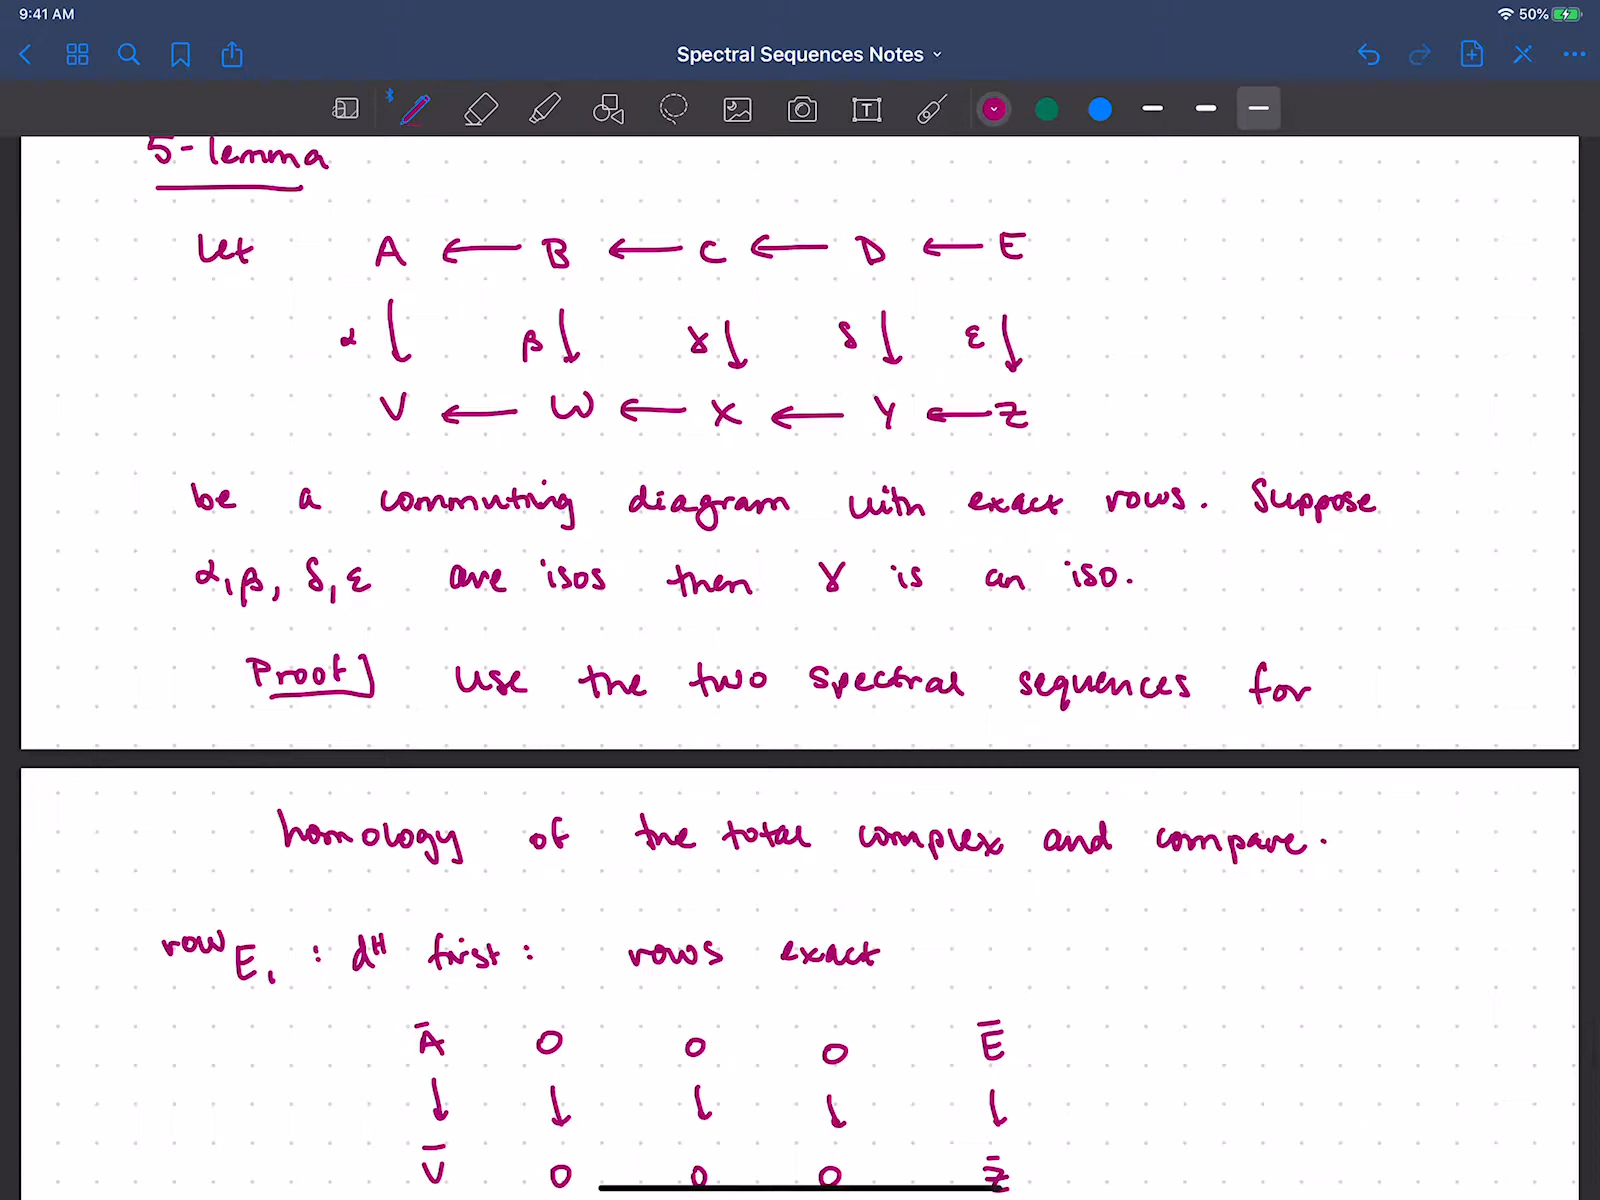 9:41 AM
50%
Spectral Sequences Notes
5-lemma
Let A ← B ← C ← D ← E
α ↓ β ↓ γ ↓ δ ↓ ε ↓
V ← W ← X ← Y ← Z
be a commuting diagram with exact rows. Suppose
α, β, δ, ε are isos then γ is an iso.
Proof] Use the two spectral sequences for
homology of the total complex and compare.
row E₁ : dᴴ first : rows exact
Ā 0 0 0 Ē
↓ ↓ ↓ ↓ ↓
V̄ 0 0 0 Z̄